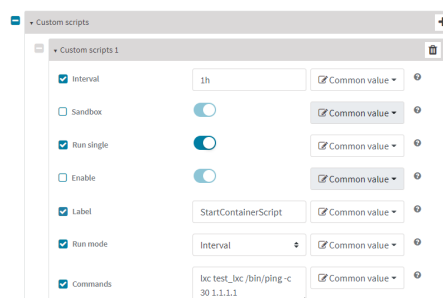 Custom scripts
Custom scripts 1
Interval 1h Common value
Sandbox Common value
Run single Common value
Enable Common value
Label StartContainerScript Common value
Run mode Interval Common value
Commands lxc test_lxc /bin/ping -c Common value
30 1.1.1.1